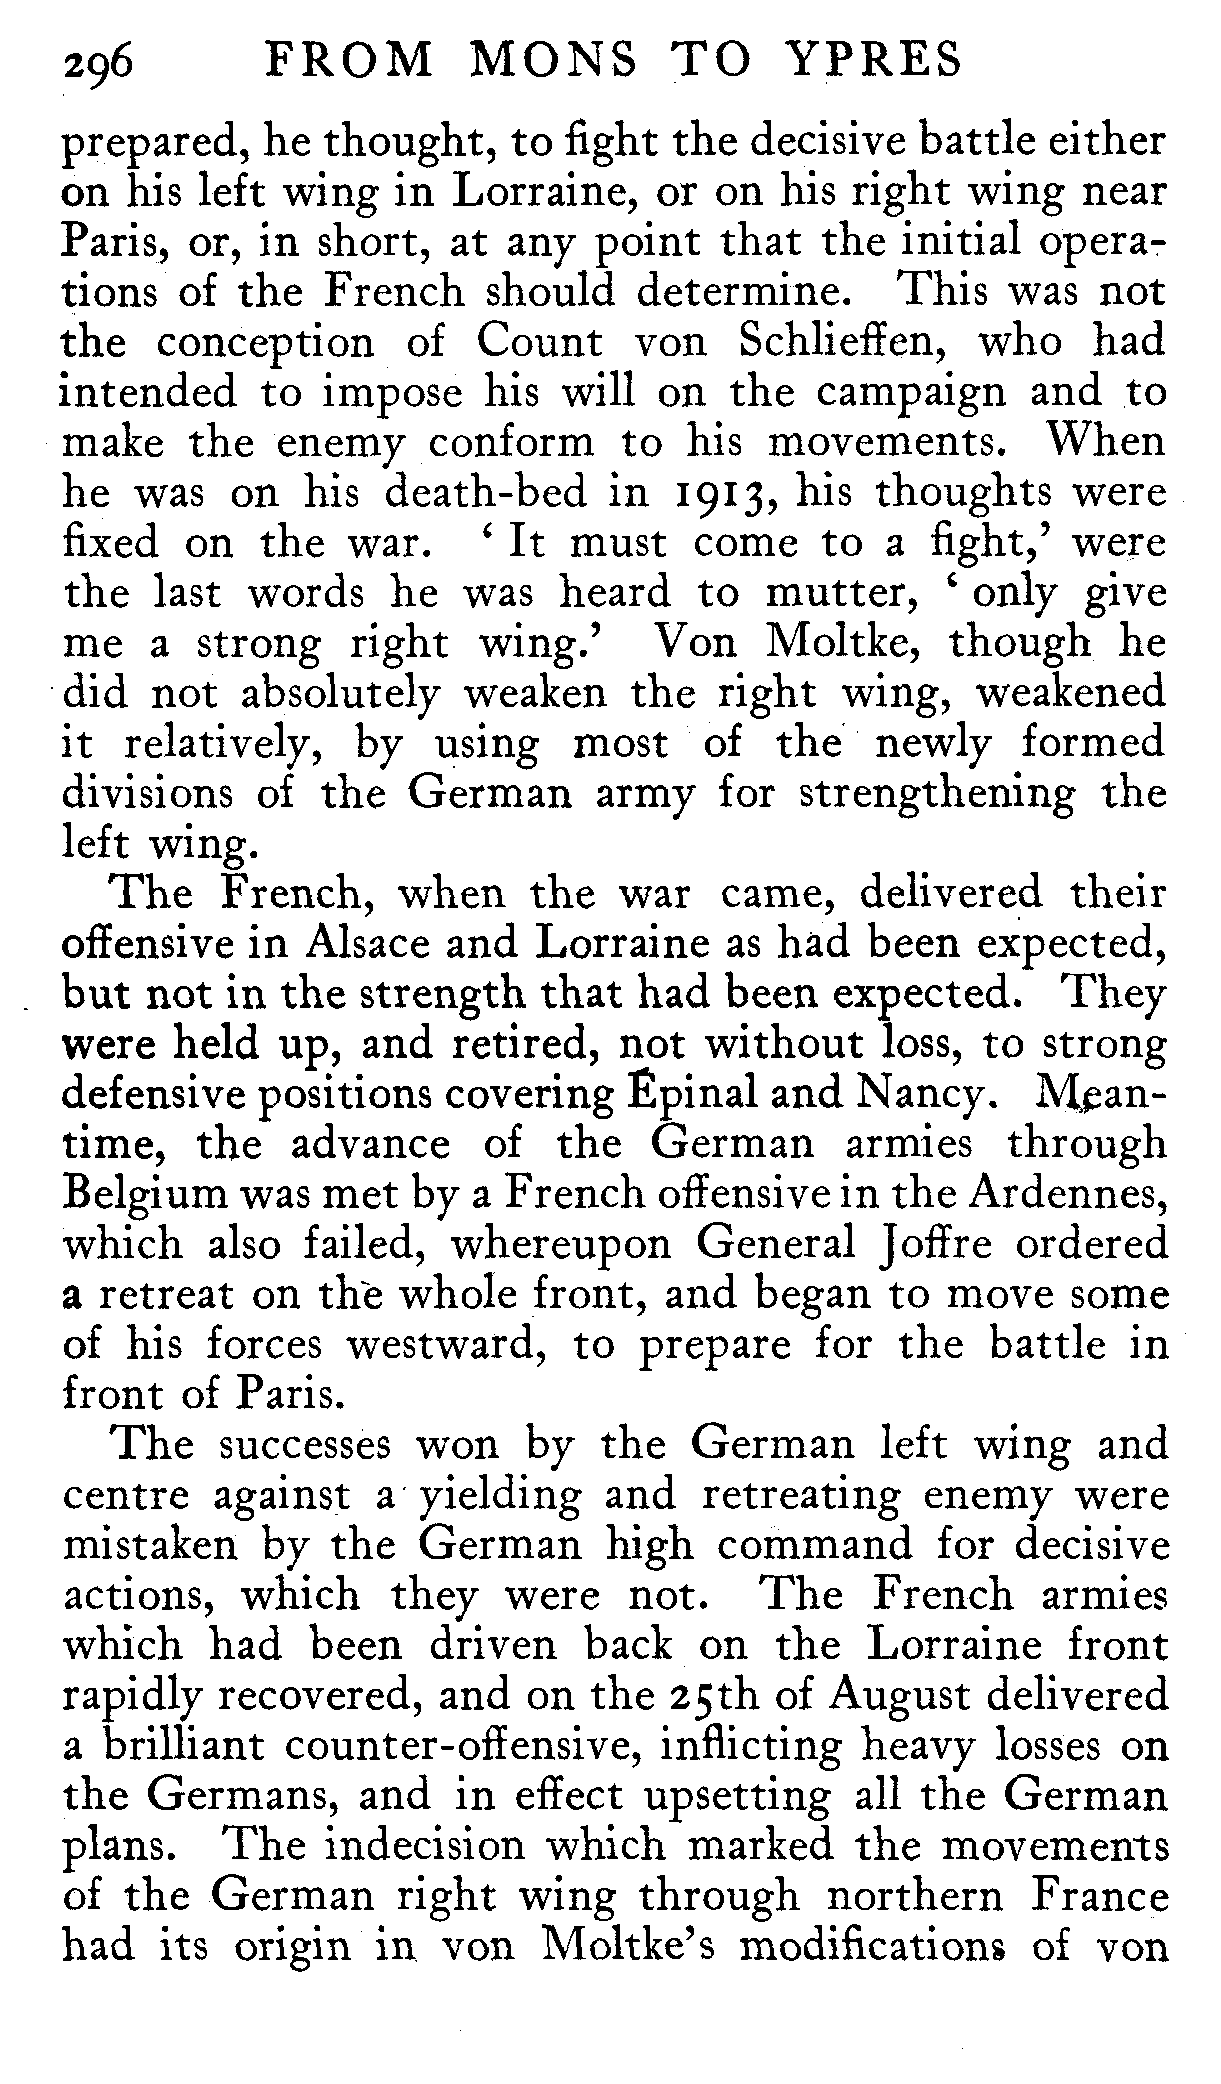 296 FROM MONS TO YPRES
prepared, he thought, to fight the decisive battle either
on his left wing in Lorraine, or on his right wing near
Paris, or, in short, at any point that the initial opera-
tions of the French should determine. This was not
the conception of Count von Schlieffen, who had
intended to impose his will on the campaign and to
make the enemy conform to his movements. When
he was on his death-bed in 1913, his thoughts were
fixed on the war. ‘ It must come to a fight,’ were
the last words he was heard to mutter, ‘ only give
me a strong right wing.’ Von Moltke, though he
did not absolutely weaken the right wing, weakened
it relatively, by using most of the newly formed
divisions of the German army for strengthening the
left wing.
The French, when the war came, delivered their
offensive in Alsace and Lorraine as had been expected,
but not in the strength that had been expected. They
were held up, and retired, not without loss, to strong
defensive positions covering Épinal and Nancy. Mean-
time, the advance of the German armies through
Belgium was met by a French offensive in the Ardennes,
which also failed, whereupon General Joffre ordered
a retreat on the whole front, and began to move some
of his forces westward, to prepare for the battle in
front of Paris.
The successes won by the German left wing and
centre against a yielding and retreating enemy were
mistaken by the German high command for decisive
actions, which they were not. The French armies
which had been driven back on the Lorraine front
rapidly recovered, and on the 25th of August delivered
a brilliant counter-offensive, inflicting heavy losses on
the Germans, and in effect upsetting all the German
plans. The indecision which marked the movements
of the German right wing through northern France
had its origin in von Moltke’s modifications of von